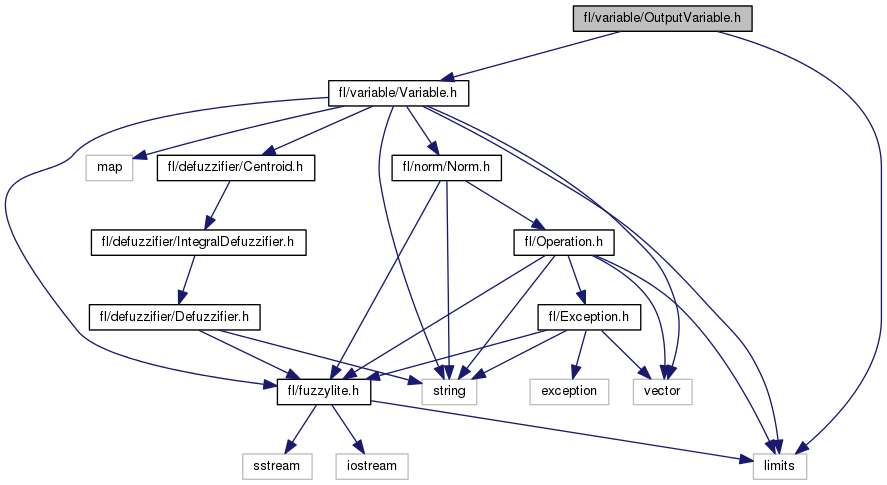 fl/variable/OutputVariable.h
fl/variable/Variable.h
map
fl/defuzzifier/Centroid.h
fl/norm/Norm.h
fl/defuzzifier/IntegralDefuzzifier.h
fl/Operation.h
fl/defuzzifier/Defuzzifier.h
fl/Exception.h
fl/fuzzylite.h
string
exception
vector
sstream
iostream
limits